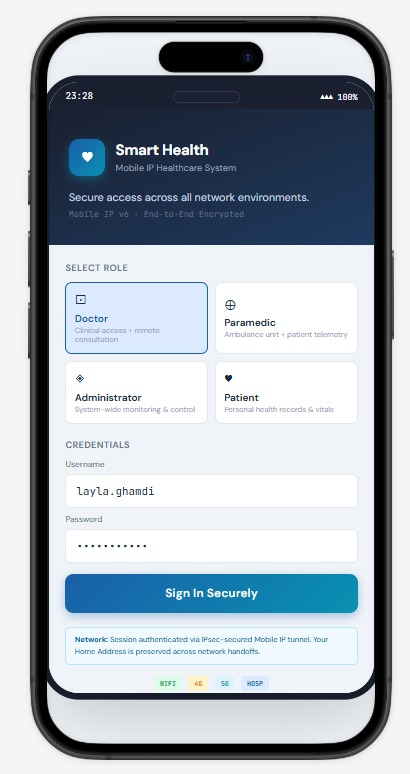 23:28
▲▲▲ 100%
Smart Health
Mobile IP Healthcare System
Secure access across all network environments.
Mobile IP v6 · End-to-End Encrypted
SELECT ROLE
Doctor
Clinical access + remote
consultation
Paramedic
Ambulance unit + patient telemetry
Administrator
System-wide monitoring & control
Patient
Personal health records & vitals
CREDENTIALS
Username
layla.ghamdi
Password
•••••••••••
Sign In Securely
Network: Session authenticated via IPsec-secured Mobile IP tunnel. Your
Home Address is preserved across network handoffs.
WIFI 4G 5G HOSP